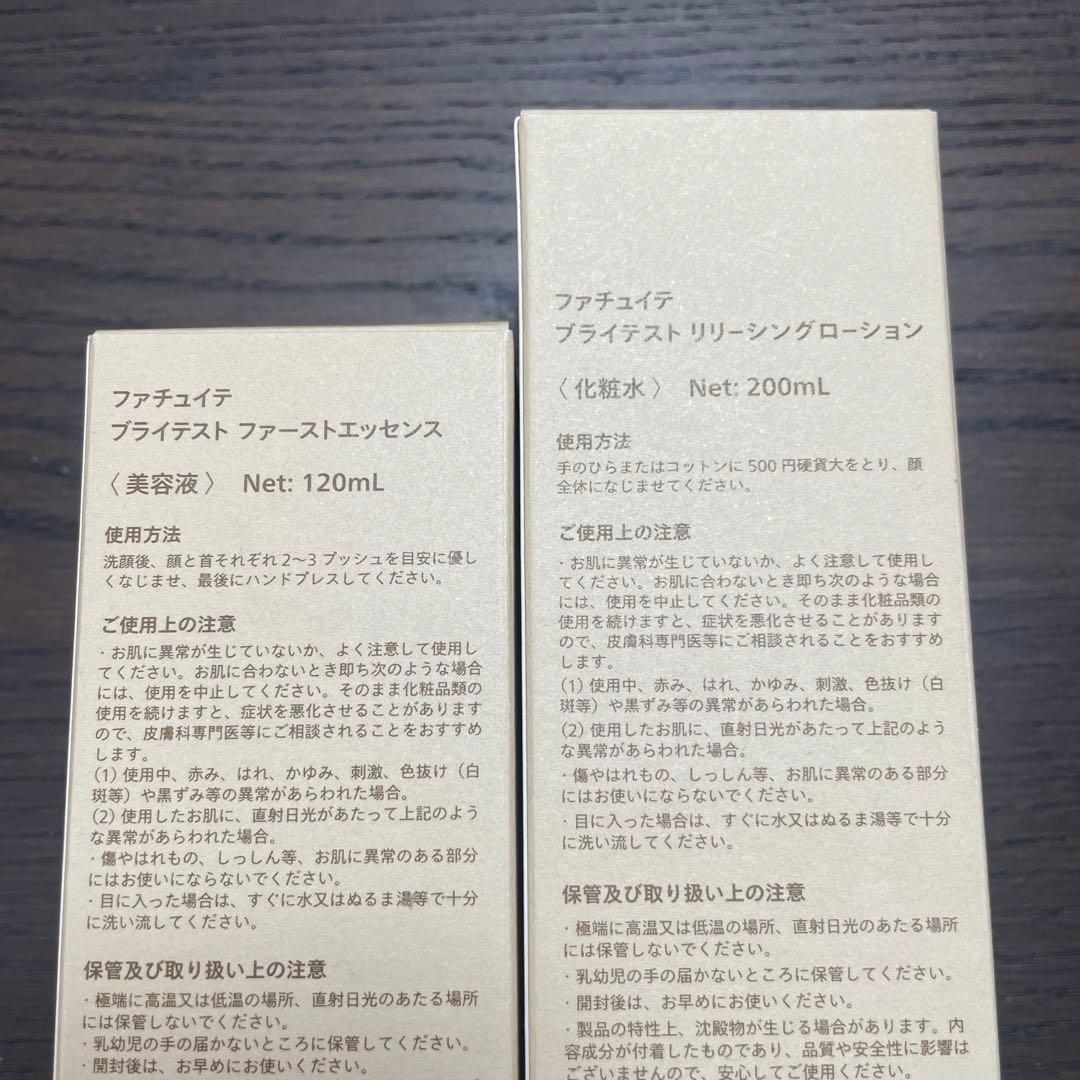 ファチュイテ
ブライテスト ファーストエッセンス
〈 美容液 〉 Net: 120mL
使用方法
洗顔後、顔と首それぞれ2〜3プッシュを目安に優し
くなじませ、最後にハンドプレスしてください。
ご使用上の注意
・お肌に異常が生じていないか、よく注意して使用し
てください。お肌に合わないとき即ち次のような場合
には、使用を中止してください。そのまま化粧品類の
使用を続けますと、症状を悪化させることがあります
ので、皮膚科専門医等にご相談されることをおすすめ
します。
(1) 使用中、赤み、はれ、かゆみ、刺激、色抜け（白
斑等）や黒ずみ等の異常があらわれた場合。
(2) 使用したお肌に、直射日光があたって上記のよう
な異常があらわれた場合。
・傷やはれもの、しっしん等、お肌に異常のある部分
にはお使いにならないでください。
・目に入った場合は、すぐに水又はぬるま湯等で十分
に洗い流してください。
保管及び取り扱い上の注意
・極端に高温又は低温の場所、直射日光のあたる場所
には保管しないでください。
・乳幼児の手の届かないところに保管してください。
・開封後は、お早めにお使いください。
ファチュイテ
ブライテスト リリーシングローション
〈 化粧水 〉 Net: 200mL
使用方法
手のひらまたはコットンに 500 円硬貨大をとり、顔
全体になじませてください。
ご使用上の注意
・お肌に異常が生じていないか、よく注意して使用し
てください。お肌に合わないとき即ち次のような場合
には、使用を中止してください。そのまま化粧品類の
使用を続けますと、症状を悪化させることがあります
ので、皮膚科専門医等にご相談されることをおすすめ
します。
(1) 使用中、赤み、はれ、かゆみ、刺激、色抜け（白
斑等）や黒ずみ等の異常があらわれた場合。
(2) 使用したお肌に、直射日光があたって上記のよう
な異常があらわれた場合。
・傷やはれもの、しっしん等、お肌に異常のある部分
にはお使いにならないでください。
・目に入った場合は、すぐに水又はぬるま湯等で十分
に洗い流してください。
保管及び取り扱い上の注意
・極端に高温又は低温の場所、直射日光のあたる場所
には保管しないでください。
・乳幼児の手の届かないところに保管してください。
・開封後は、お早めにお使いください。
・製品の特性上、沈殿物が生じる場合があります。内
容成分が付着したものであり、品質や安全性に影響は
ございませんので、安心してご使用ください。